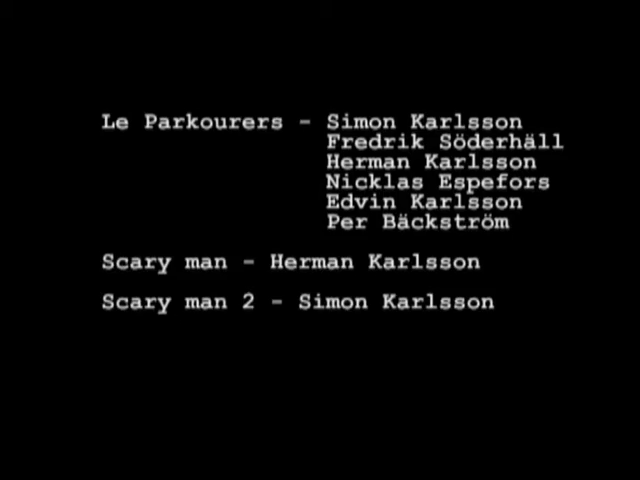 Le Parkourers - Simon Karlsson
Fredrik Söderhäll
Herman Karlsson
Nicklas Espefors
Edvin Karlsson
Per Bäckström
Scary man - Herman Karlsson
Scary man 2 - Simon Karlsson